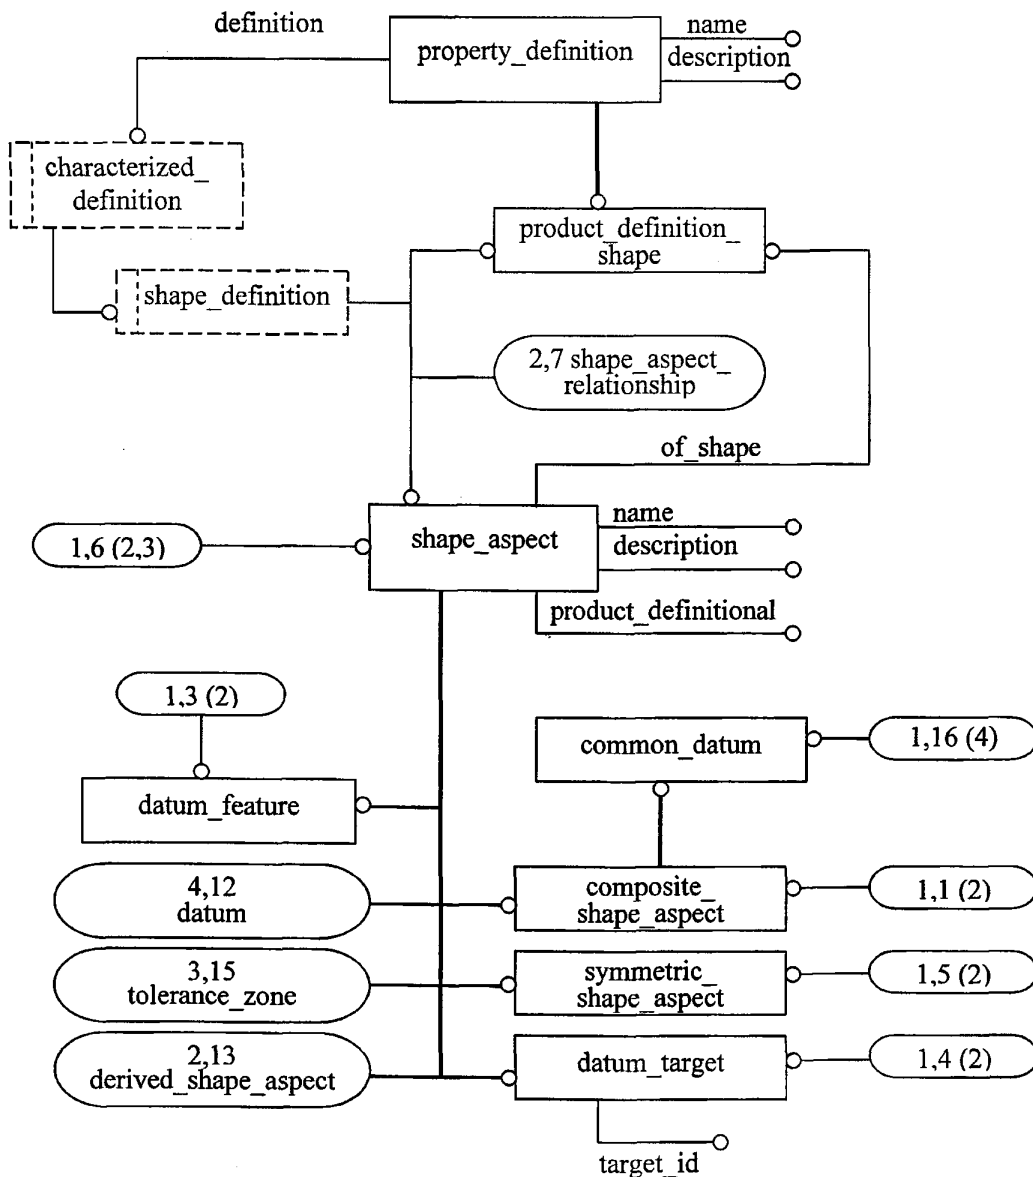 definition
property_definition
name
description
characterized_
definition
product_definition_
shape
shape_definition
2,7 shape_aspect_
relationship
of_shape
1,6 (2,3)
shape_aspect
name
description
product_definitional
1,3 (2)
common_datum
1,16 (4)
datum_feature
4,12
datum
composite_
shape_aspect
1,1 (2)
3,15
tolerance_zone
symmetric_
shape_aspect
1,5 (2)
2,13
derived_shape_aspect
datum_target
1,4 (2)
target_id